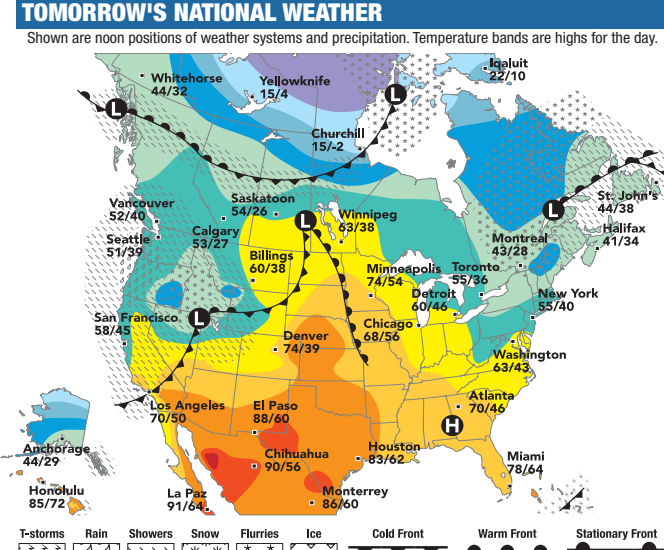 TOMORROW'S NATIONAL WEATHER
Shown are noon positions of weather systems and precipitation. Temperature bands are highs for the day.
Whitehorse
44/32
Yellowknife
15/4
Iqaluit
22/10
L
L
Churchill
15/-2
Vancouver
52/40
Saskatoon
54/26
L
Winnipeg
63/38
L
St. John's
44/38
Seattle
51/39
Calgary
53/27
Halifax
41/34
Montreal
43/28
Billings
60/38
Minneapolis
74/54
Toronto
55/36
Detroit
60/46
New York
55/40
San Francisco
58/45
L
Chicago
68/56
Denver
74/39
Washington
63/43
Los Angeles
70/50
El Paso
88/60
Atlanta
70/46
H
Anchorage
44/29
Chihuahua
90/56
Houston
83/62
Miami
78/64
Honolulu
85/72
La Paz
91/64
Monterrey
86/60
T-storms Rain Showers Snow Flurries Ice Cold Front Warm Front Stationary Front